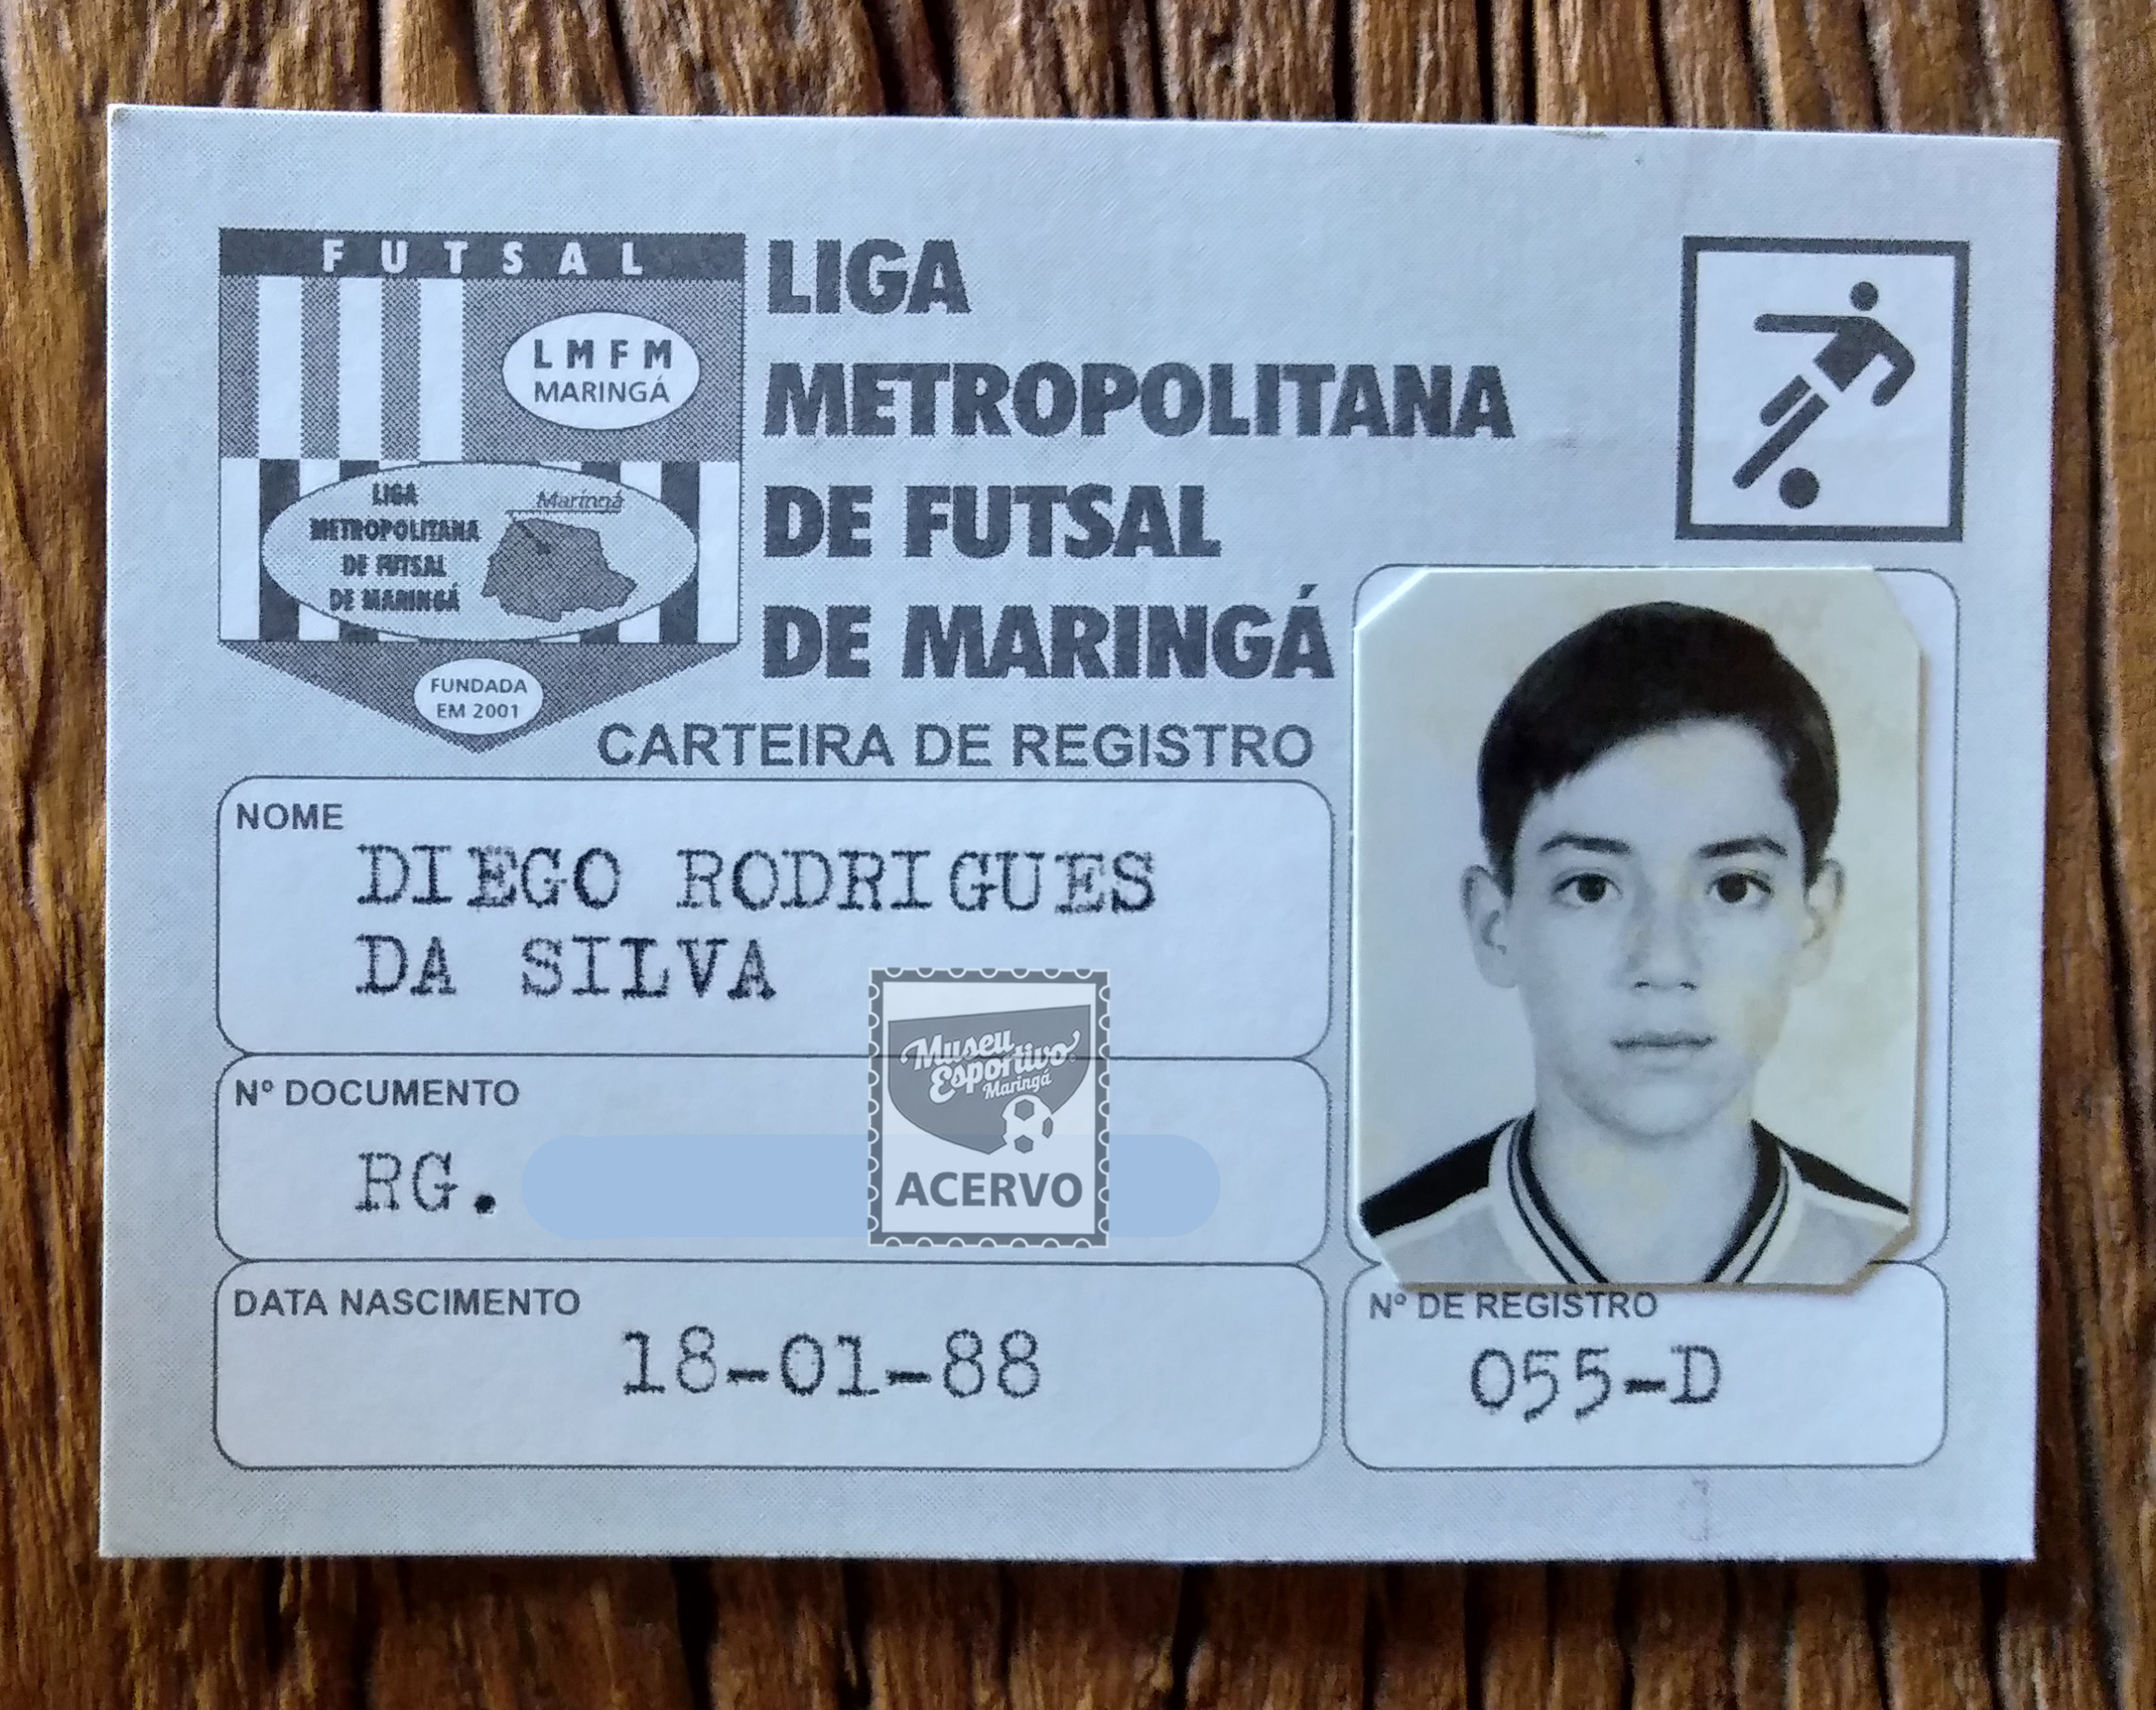 FUTSAL
LMFM
MARINGÁ
LIGA
METROPOLITANA
DE FUTSAL
DE MARINGÁ
Maringá
FUNDADA
EM 2001
LIGA
METROPOLITANA
DE FUTSAL
DE MARINGÁ
CARTEIRA DE REGISTRO
NOME
DIEGO RODRIGUES
DA SILVA
Nº DOCUMENTO
RG.
Museu
Esportivo
Maringá
ACERVO
DATA NASCIMENTO
18-01-88
Nº DE REGISTRO
055-D